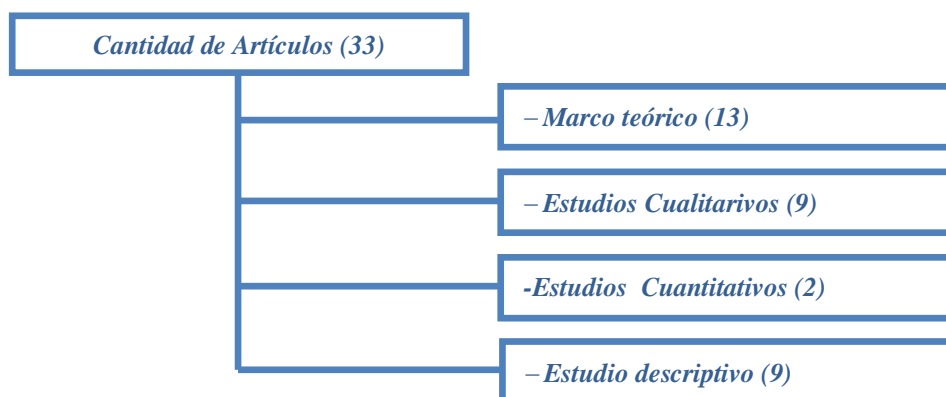 Cantidad de Artículos (33)
–Marco teórico (13)
–Estudios Cualitarivos (9)
-Estudios Cuantitativos (2)
–Estudio descriptivo (9)